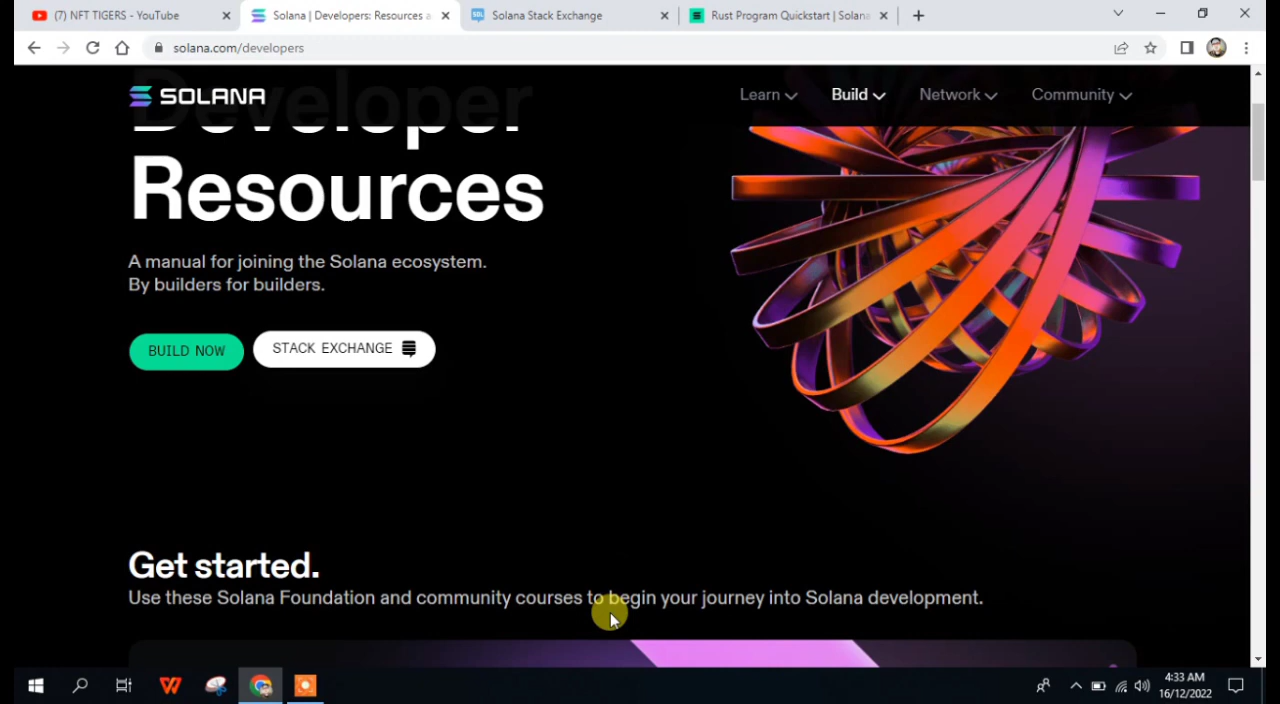 (7) NFT TIGERS - YouTube
Solana | Developers: Resources a
Solana Stack Exchange
Rust Program Quickstart | Solana
solana.com/developers
SOLANA
Learn
Build
Network
Community
Developer
Resources
A manual for joining the Solana ecosystem.
By builders for builders.
BUILD NOW
STACK EXCHANGE
Get started.
Use these Solana Foundation and community courses to begin your journey into Solana development.
4:33 AM
16/12/2022